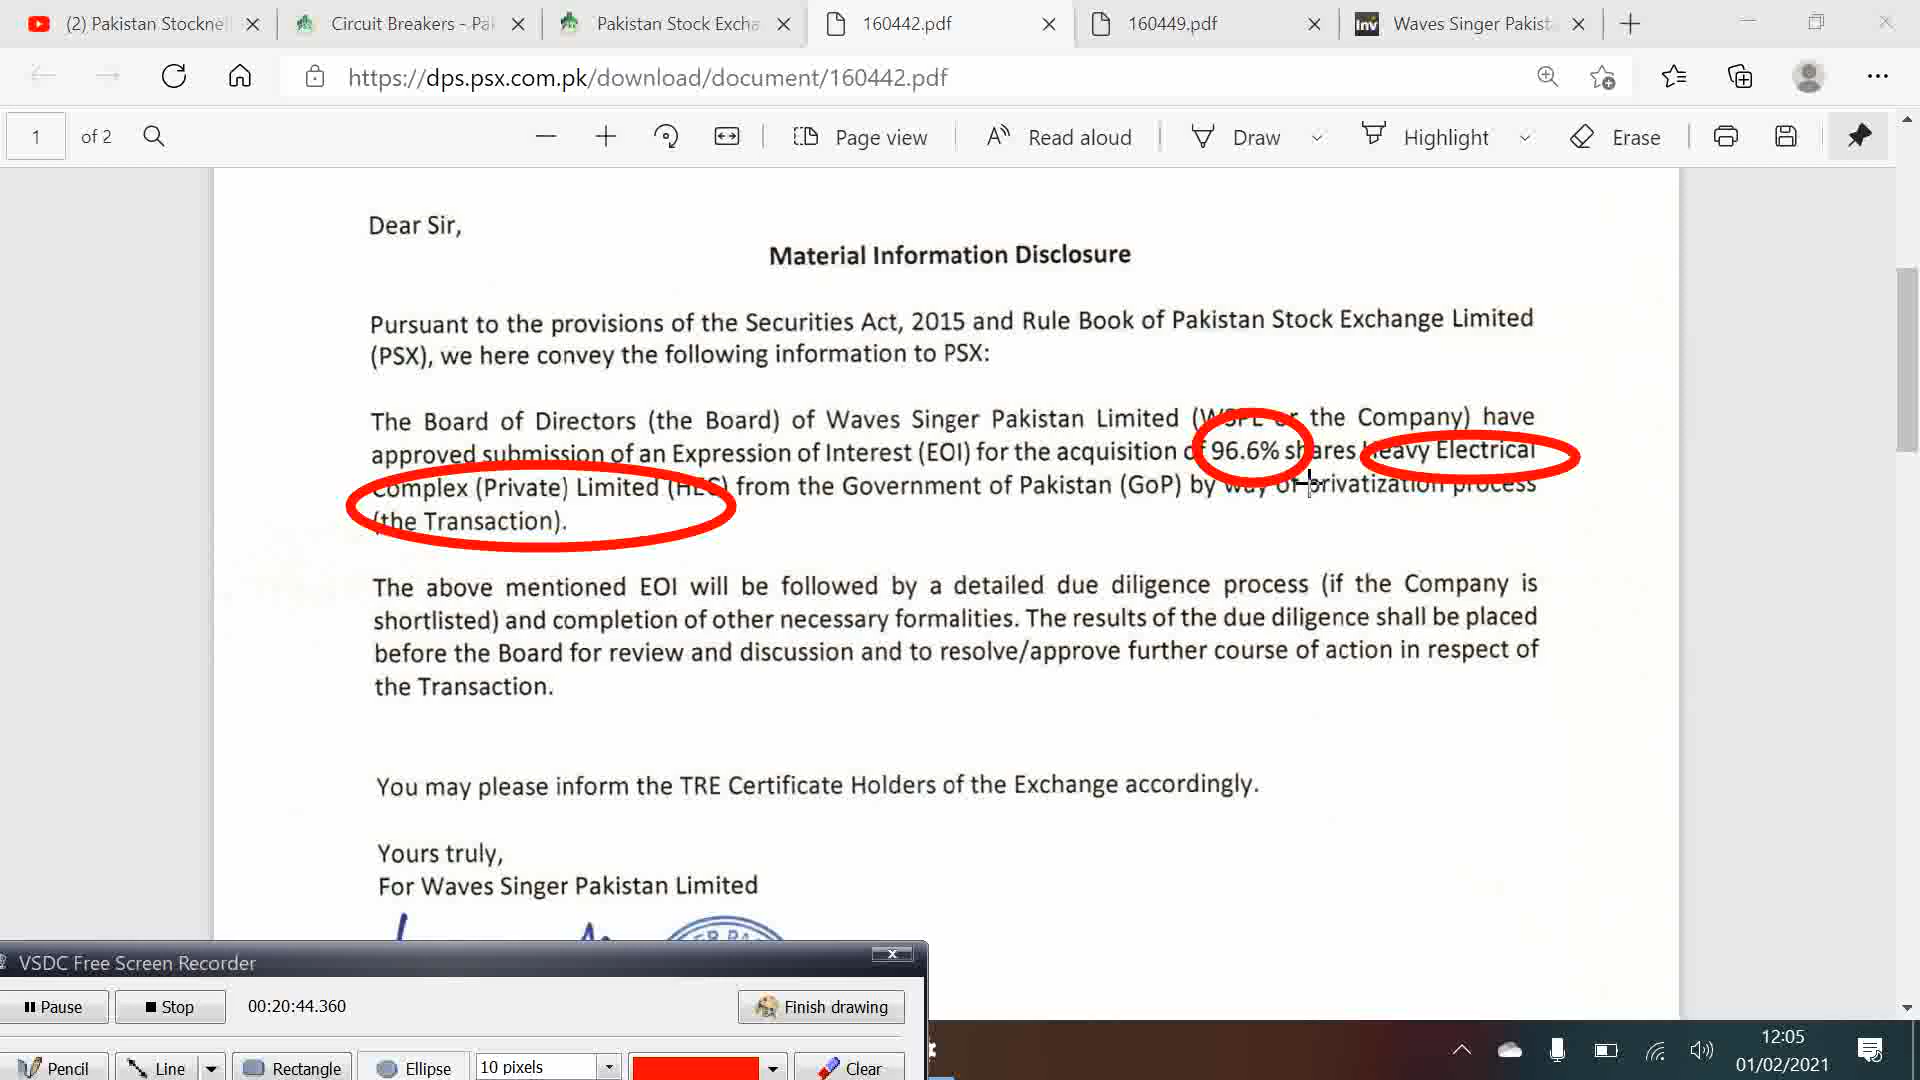 (2) Pakistan Stocknel
Circuit Breakers - Pak
Pakistan Stock Excha
160442.pdf
160449.pdf
Inv
Waves Singer Pakist
https://dps.psx.com.pk/download/document/160442.pdf
1 of 2
Page view
Read aloud
Draw
Highlight
Erase
Dear Sir,
Material Information Disclosure
Pursuant to the provisions of the Securities Act, 2015 and Rule Book of Pakistan Stock Exchange Limited
(PSX), we here convey the following information to PSX:
The Board of Directors (the Board) of Waves Singer Pakistan Limited (WSPL or the Company) have
approved submission of an Expression of Interest (EOI) for the acquisition of 96.6% shares Heavy Electrical
Complex (Private) Limited (HEC) from the Government of Pakistan (GoP) by way of privatization process
(the Transaction).
The above mentioned EOI will be followed by a detailed due diligence process (if the Company is
shortlisted) and completion of other necessary formalities. The results of the due diligence shall be placed
before the Board for review and discussion and to resolve/approve further course of action in respect of
the Transaction.
You may please inform the TRE Certificate Holders of the Exchange accordingly.
Yours truly,
For Waves Singer Pakistan Limited
VSDC Free Screen Recorder
Pause
Stop
00:20:44.360
Finish drawing
Pencil
Line
Rectangle
Ellipse
10 pixels
Clear
12:05
01/02/2021